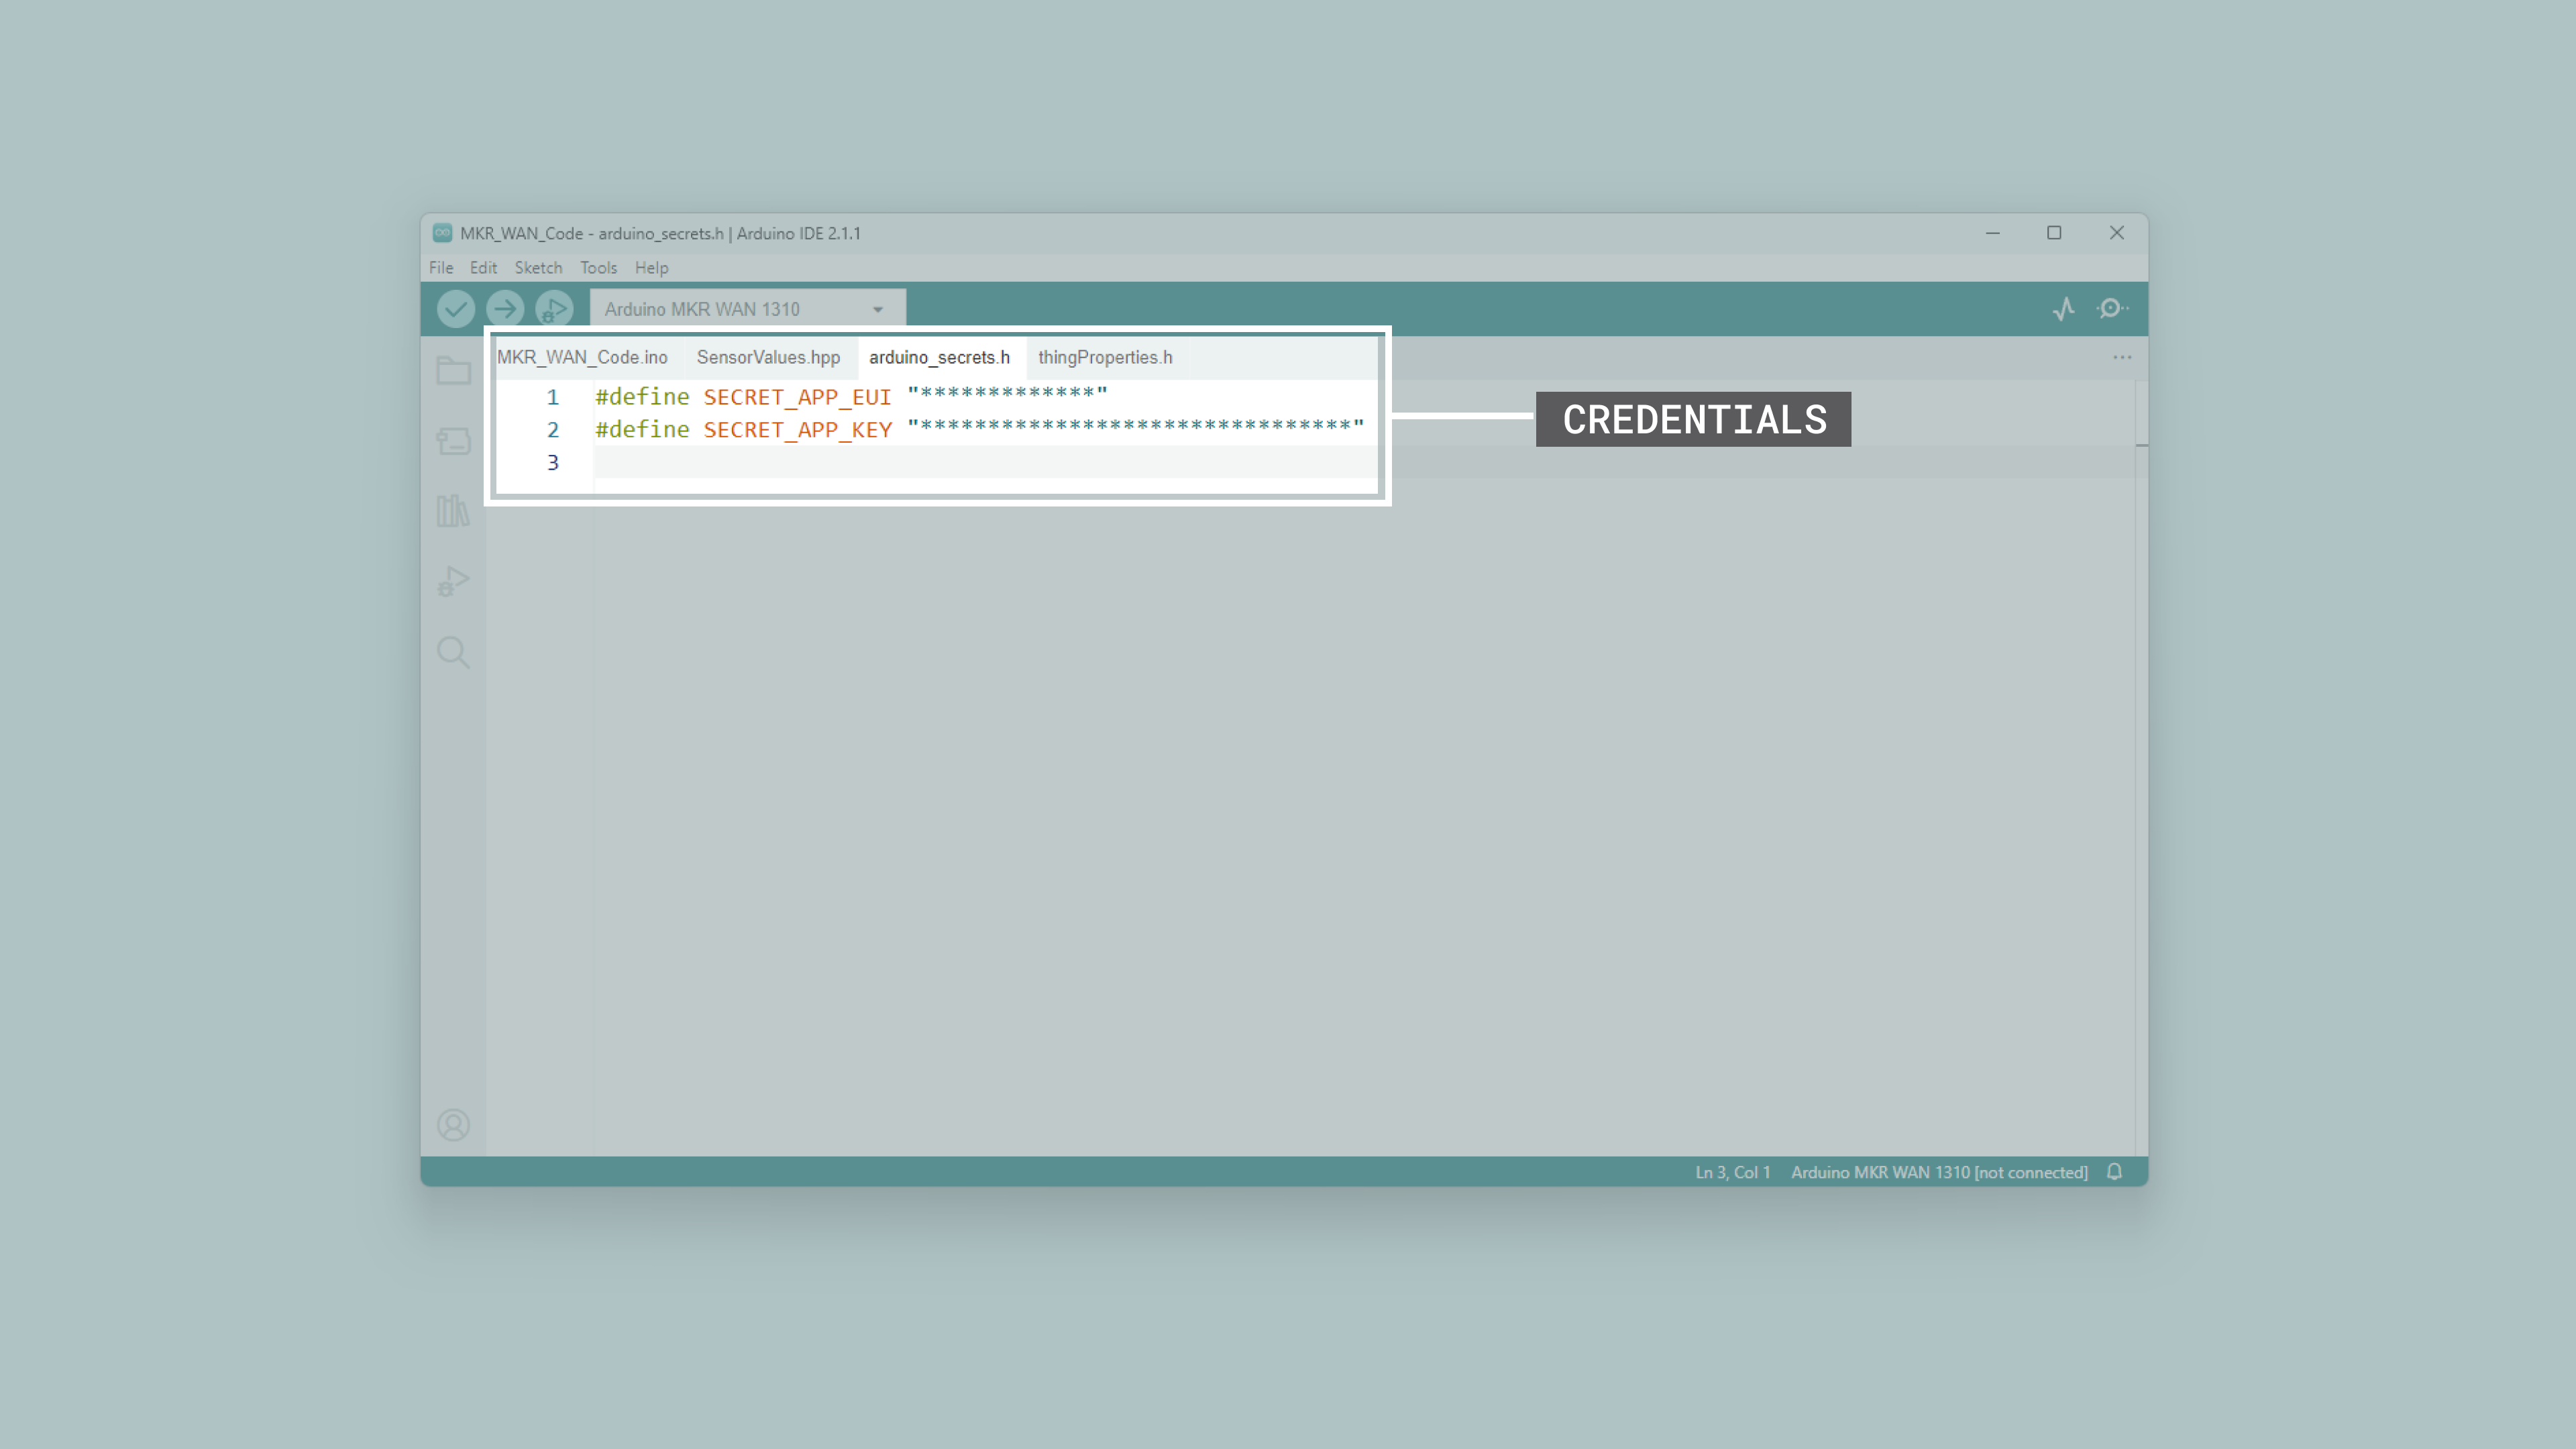 MKR_WAN_Code - arduino_secrets.h | Arduino IDE 2.1.1
File Edit Sketch Tools Help
Arduino MKR WAN 1310
MKR_WAN_Code.ino SensorValues.hpp arduino_secrets.h thingProperties.h
1 #define SECRET_APP_EUI "*************"
2 #define SECRET_APP_KEY "********************************"
3
CREDENTIALS
Ln 3, Col 1 Arduino MKR WAN 1310 [not connected]